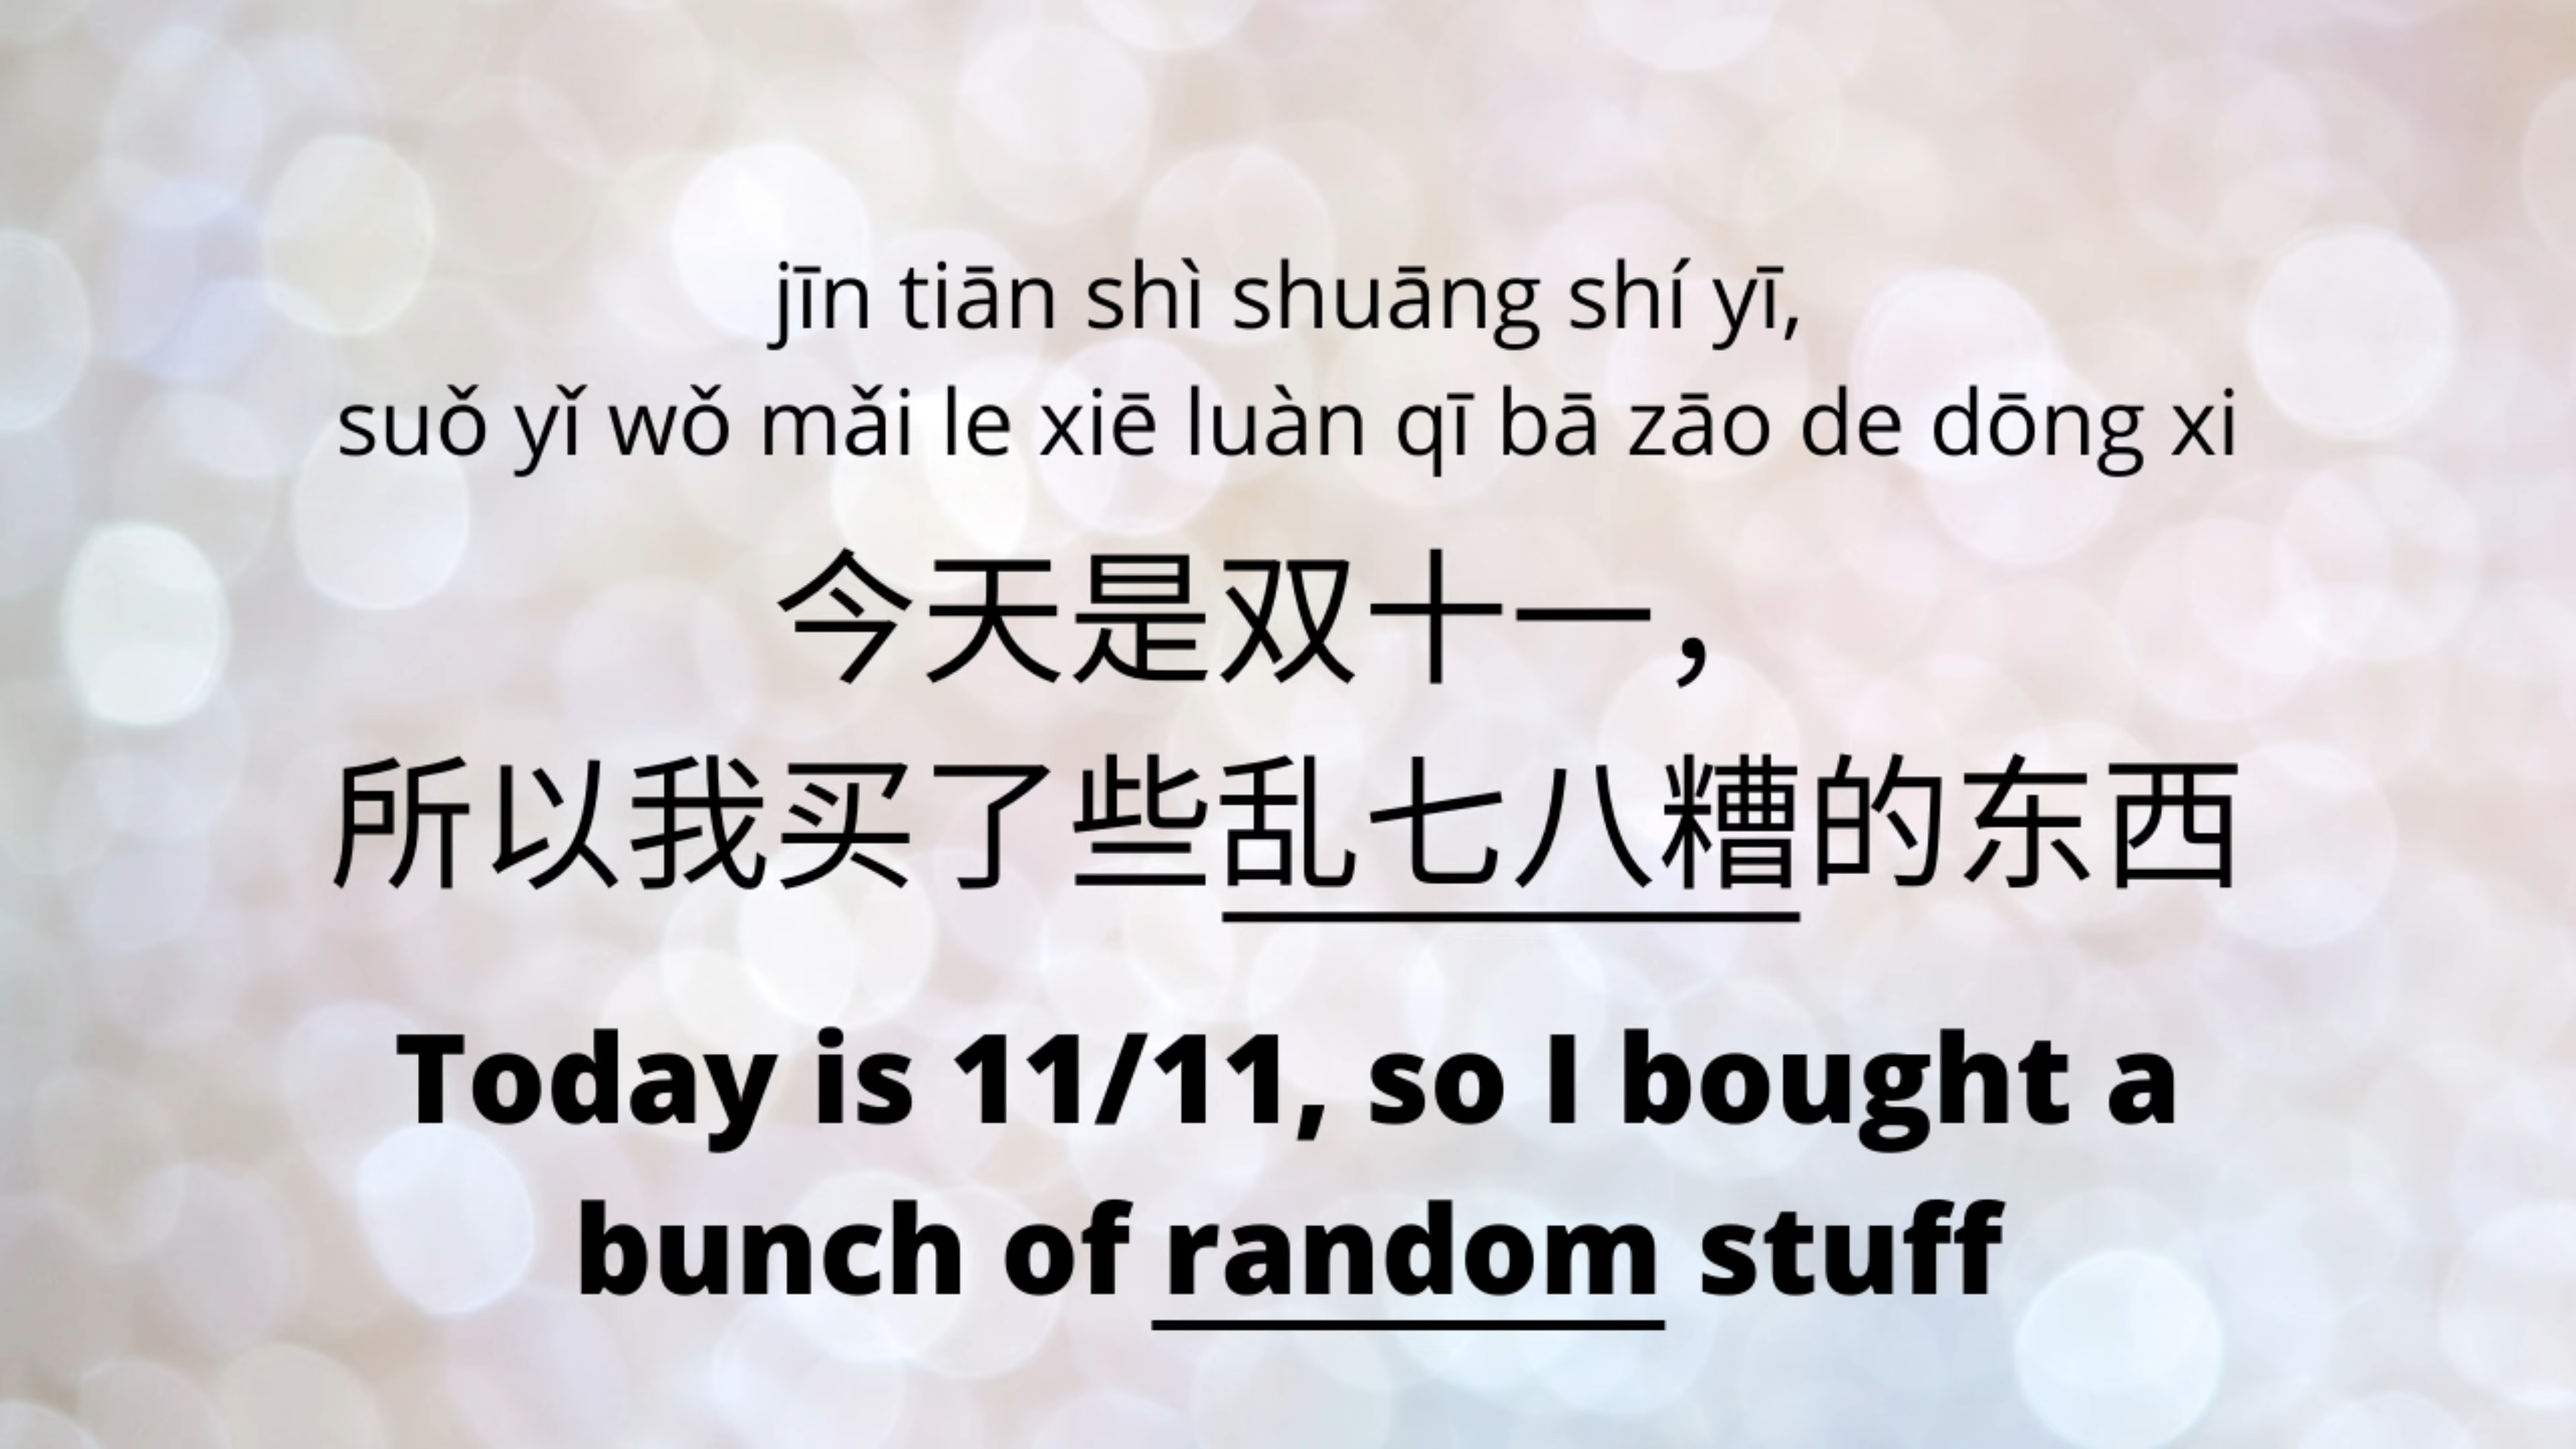 jīn tiān shì shuāng shí yī,
suǒ yǐ wǒ mǎi le xiē luàn qī bā zāo de dōng xi
今天是双十一，
所以我买了些乱七八糟的东西
Today is 11/11, so I bought a
bunch of random stuff